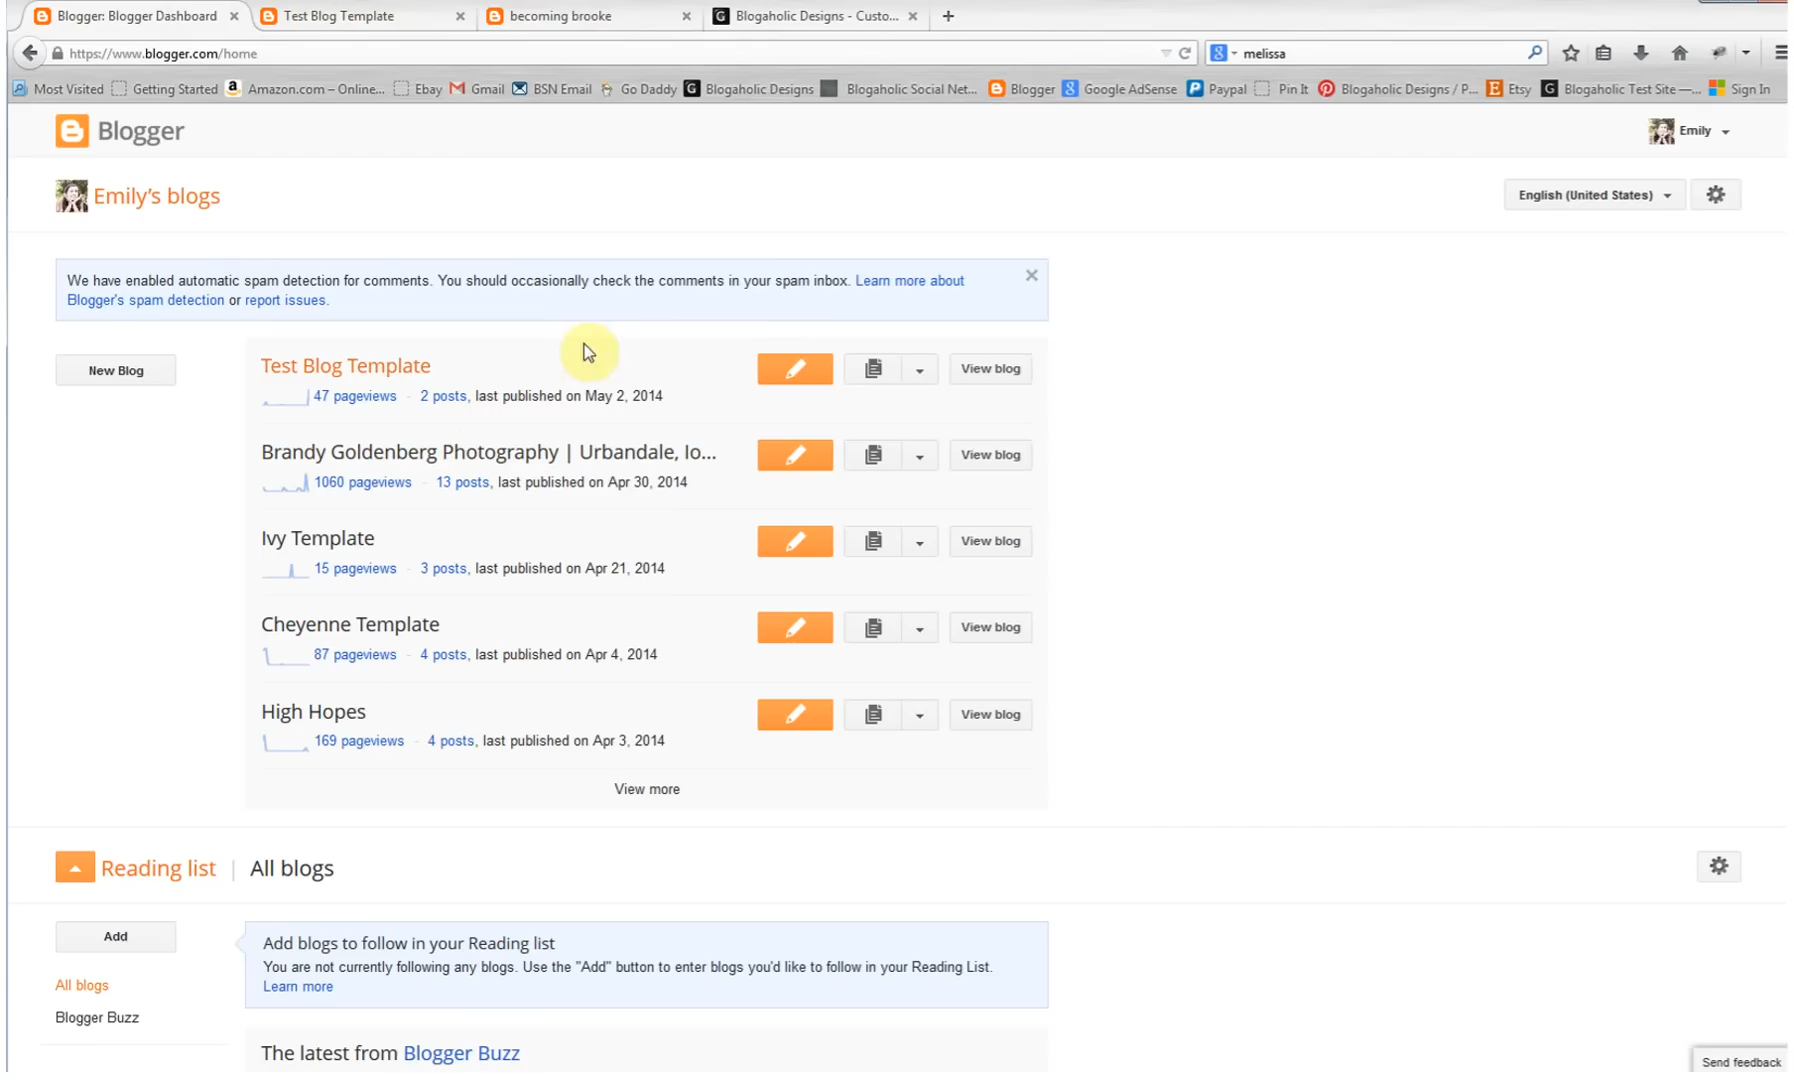 Blogger: Blogger Dashboard
Test Blog Template
becoming brooke
Blogaholic Designs - Custo...
https://www.blogger.com/home
melissa
Most Visited
Getting Started
Amazon.com – Online...
Ebay
Gmail
BSN Email
Go Daddy
Blogaholic Designs
Blogaholic Social Net...
Blogger
Google AdSense
Paypal
Pin It
Blogaholic Designs / P...
Etsy
Blogaholic Test Site —...
Sign In
Blogger
Emily
Emily's blogs
English (United States)
We have enabled automatic spam detection for comments. You should occasionally check the comments in your spam inbox. Learn more about
Blogger's spam detection or report issues.
New Blog
Test Blog Template
View blog
47 pageviews - 2 posts, last published on May 2, 2014
Brandy Goldenberg Photography | Urbandale, Io...
View blog
1060 pageviews - 13 posts, last published on Apr 30, 2014
Ivy Template
View blog
15 pageviews - 3 posts, last published on Apr 21, 2014
Cheyenne Template
View blog
87 pageviews - 4 posts, last published on Apr 4, 2014
High Hopes
View blog
169 pageviews - 4 posts, last published on Apr 3, 2014
View more
Reading list | All blogs
Add
Add blogs to follow in your Reading list
You are not currently following any blogs. Use the "Add" button to enter blogs you'd like to follow in your Reading List.
Learn more
All blogs
Blogger Buzz
The latest from Blogger Buzz
Send feedback